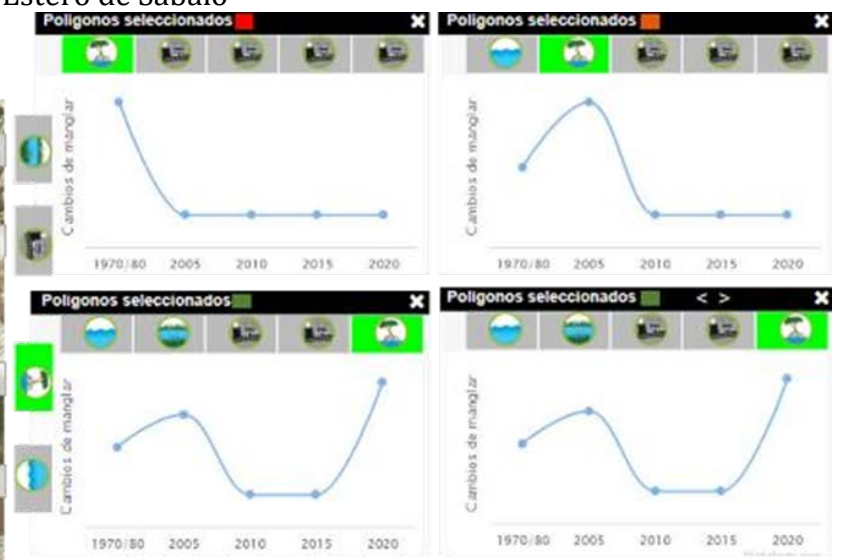 Estero de Sábalo
Poligonos seleccionados
Cambios de manglar
1970/80 2005 2010 2015 2020
Poligonos seleccionados
Cambios de manglar
1970/80 2005 2010 2015 2020
Poligonos seleccionados
Cambios de manglar
1970/80 2005 2010 2015 2020
Poligonos seleccionados < >
Cambios de manglar
1970/80 2005 2010 2015 2020